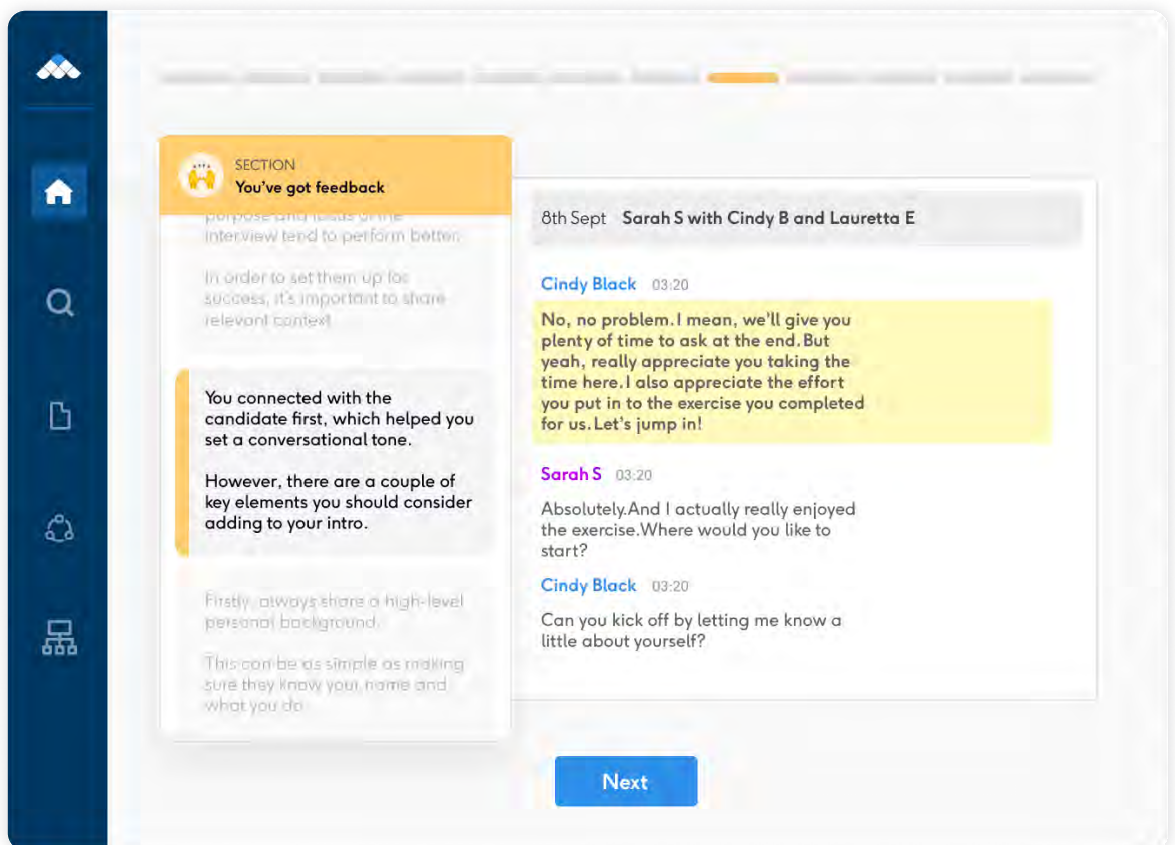 SECTION
You've got feedback
purpose and focus of the
interview tend to perform better.
In order to set them up for
success, it's important to share
relevant context
You connected with the
candidate first, which helped you
set a conversational tone.
However, there are a couple of
key elements you should consider
adding to your intro.
Firstly, always share a high-level
personal background.
This can be as simple as making
sure they know your name and
what you do
8th Sept Sarah S with Cindy B and Lauretta E
Cindy Black 03:20
No, no problem.I mean, we'll give you
plenty of time to ask at the end.But
yeah, really appreciate you taking the
time here.I also appreciate the effort
you put in to the exercise you completed
for us.Let's jump in!
Sarah S 03:20
Absolutely.And I actually really enjoyed
the exercise.Where would you like to
start?
Cindy Black 03:20
Can you kick off by letting me know a
little about yourself?
Next